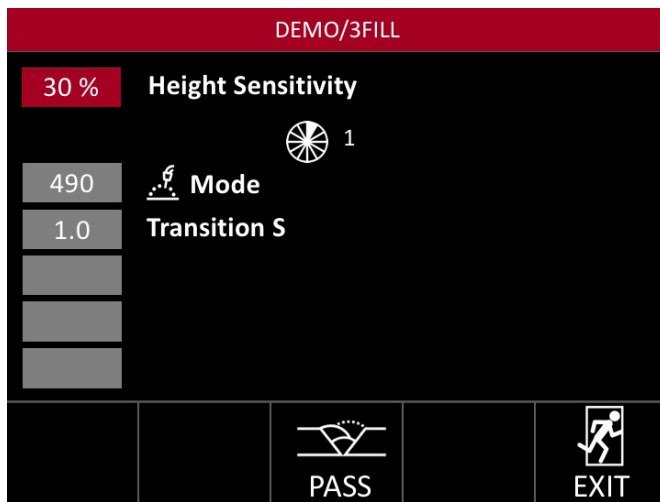 DEMO/3FILL
30 % Height Sensitivity
1
490 Mode
1.0 Transition S
PASS EXIT